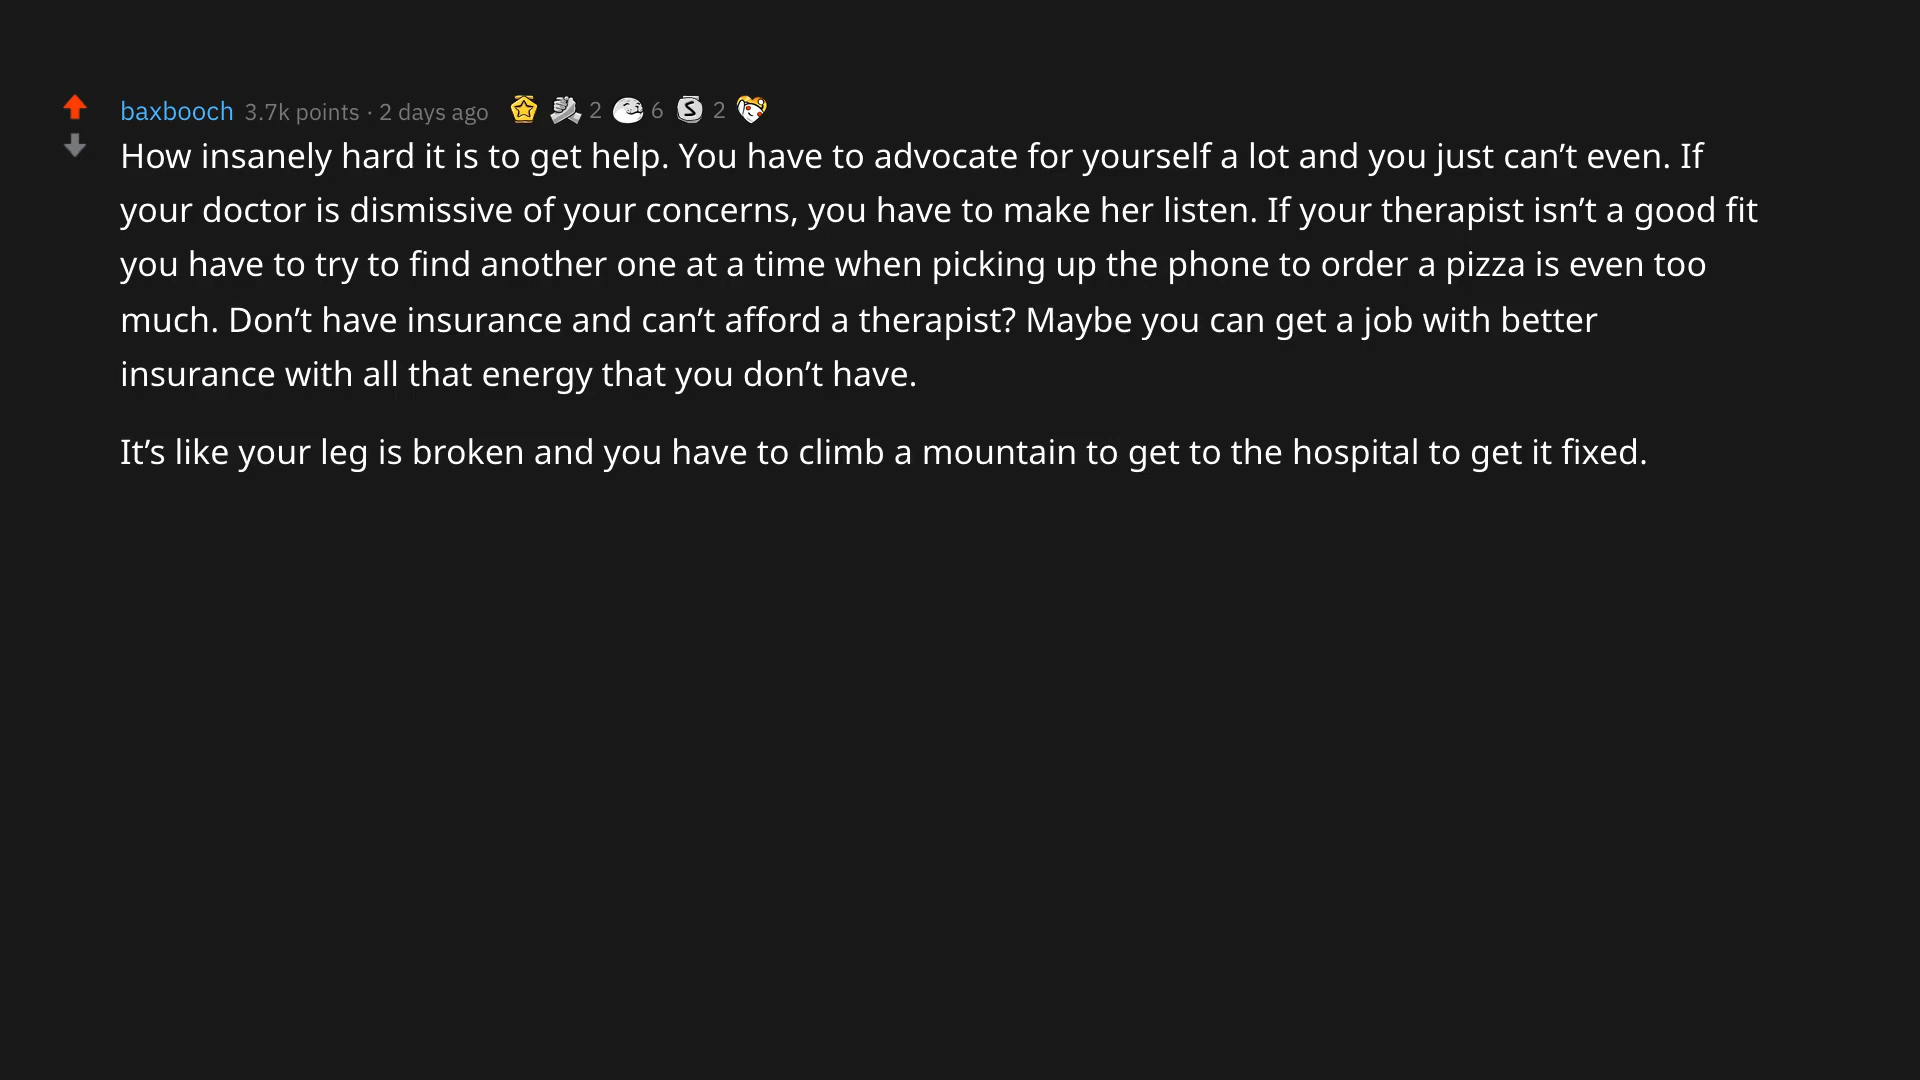 baxbooch 3.7k points · 2 days ago 2 6 S 2
How insanely hard it is to get help. You have to advocate for yourself a lot and you just can’t even. If
your doctor is dismissive of your concerns, you have to make her listen. If your therapist isn’t a good fit
you have to try to find another one at a time when picking up the phone to order a pizza is even too
much. Don’t have insurance and can’t afford a therapist? Maybe you can get a job with better
insurance with all that energy that you don’t have.
It’s like your leg is broken and you have to climb a mountain to get to the hospital to get it fixed.